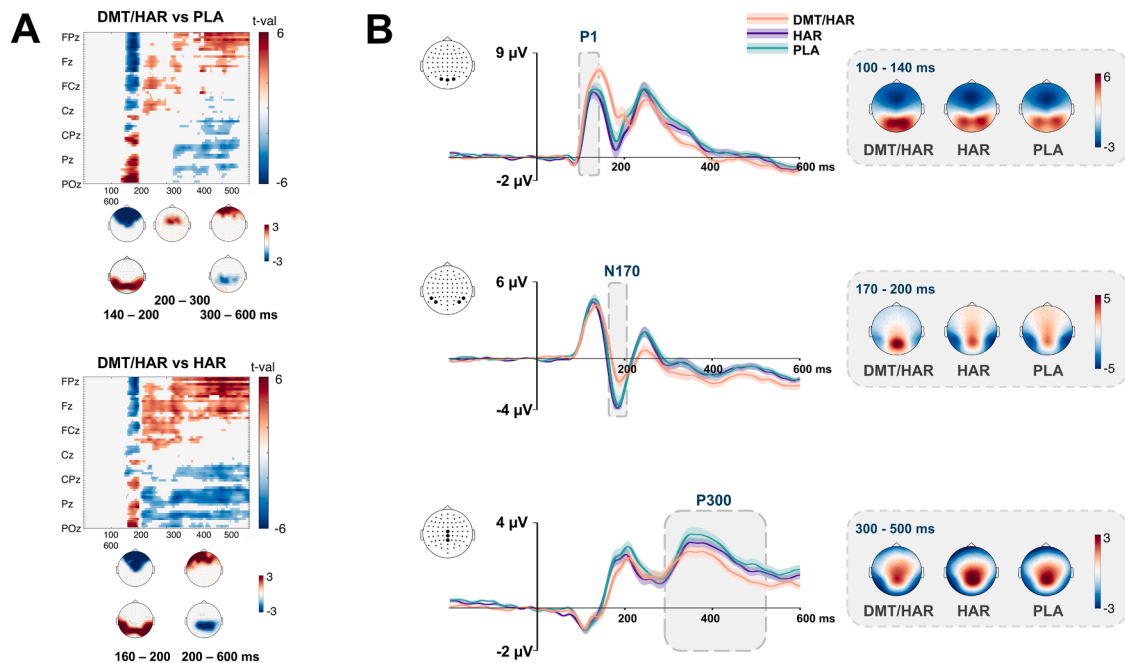 A
DMT/HAR vs PLA
t-val
6
FPz
Fz
FCz
Cz
CPz
Pz
POz
-6
100 200 300 400 500
600
3
-3
200 – 300
140 – 200 300 – 600 ms
DMT/HAR vs HAR
t-val
6
FPz
Fz
FCz
Cz
CPz
Pz
POz
-6
100 200 300 400 500
600
3
-3
160 – 200 200 – 600 ms
B
DMT/HAR
HAR
PLA
P1
9 µV
-2 µV
200 400 600 ms
100 - 140 ms
DMT/HAR HAR PLA
6
-3
N170
6 µV
-4 µV
200 400 600 ms
170 - 200 ms
DMT/HAR HAR PLA
5
-5
P300
4 µV
-2 µV
200 400 600 ms
300 - 500 ms
DMT/HAR HAR PLA
3
-3